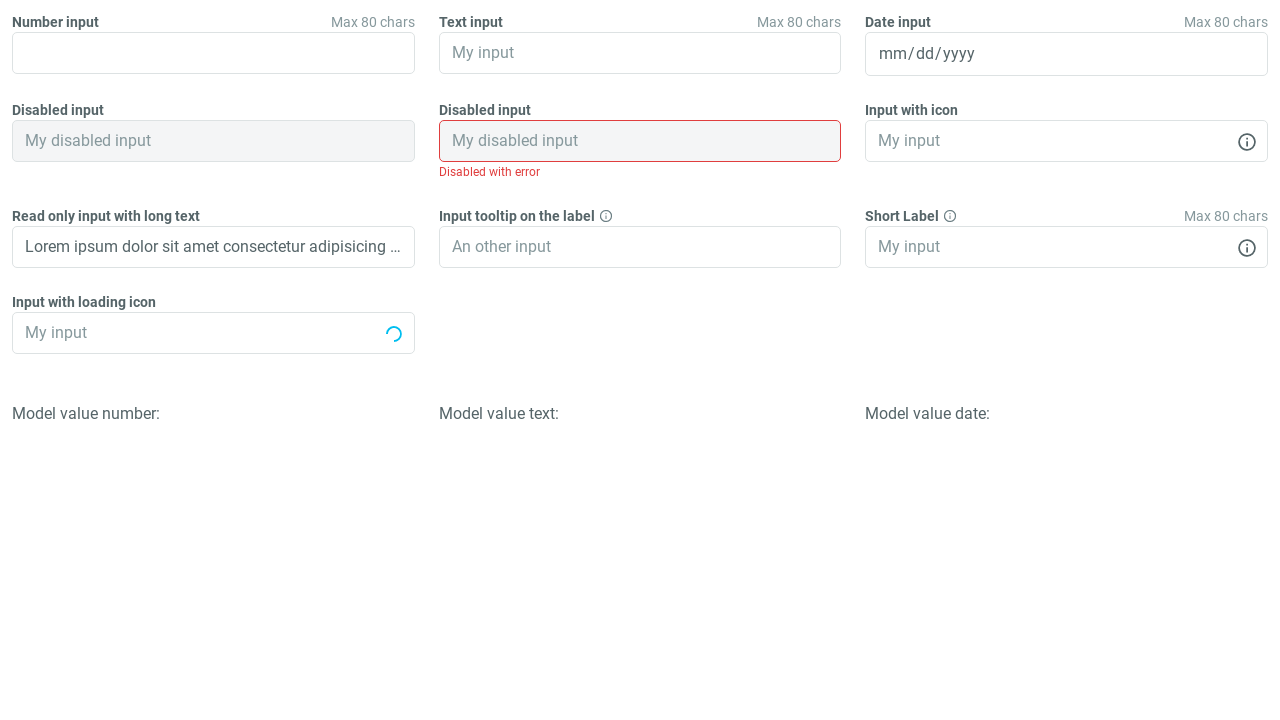 Number input Max 80 chars
Text input Max 80 chars
My input
Date input Max 80 chars
mm/dd/yyyy
Disabled input
My disabled input
Disabled input
My disabled input
Disabled with error
Input with icon
My input
Read only input with long text
Lorem ipsum dolor sit amet consectetur adipisicing ...
Input tooltip on the label
An other input
Short Label Max 80 chars
My input
Input with loading icon
My input
Model value number:
Model value text:
Model value date: